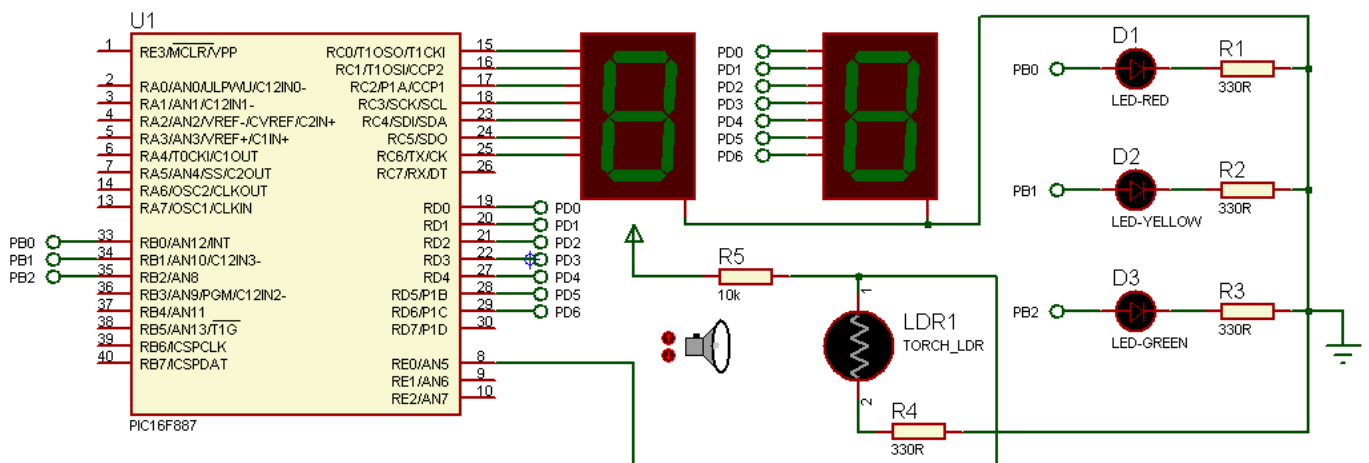 U1
1 RE3/MCLR/VPP
2 RA0/AN0/ULPWU/C12IN0-
3 RA1/AN1/C12IN1-
4 RA2/AN2/VREF-/CVREF/C2IN+
5 RA3/AN3/VREF+/C1IN+
6 RA4/T0CKI/C1OUT
7 RA5/AN4/SS/C2OUT
14 RA6/OSC2/CLKOUT
13 RA7/OSC1/CLKIN
PB0 33 RB0/AN12/INT
PB1 34 RB1/AN10/C12IN3-
PB2 35 RB2/AN8
36 RB3/AN9/PGM/C12IN2-
37 RB4/AN11
38 RB5/AN13/T1G
39 RB6/ICSPCLK
40 RB7/ICSPDAT
RC0/T1OSO/T1CKI 15
RC1/T1OSI/CCP2 16
RC2/P1A/CCP1 17
RC3/SCK/SCL 18
RC4/SDI/SDA 23
RC5/SDO 24
RC6/TX/CK 25
RC7/RX/DT 26
RD0 19 PD0
RD1 20 PD1
RD2 21 PD2
RD3 22 PD3
RD4 27 PD4
RD5/P1B 28 PD5
RD6/P1C 29 PD6
RD7/P1D 30
RE0/AN5 8
RE1/AN6 9
RE2/AN7 10
PIC16F887
PD0
PD1
PD2
PD3
PD4
PD5
PD6
R5
10k
1
LDR1
TORCH_LDR
2
R4
330R
D1
PB0
LED-RED
R1
330R
D2
PB1
LED-YELLOW
R2
330R
D3
PB2
LED-GREEN
R3
330R